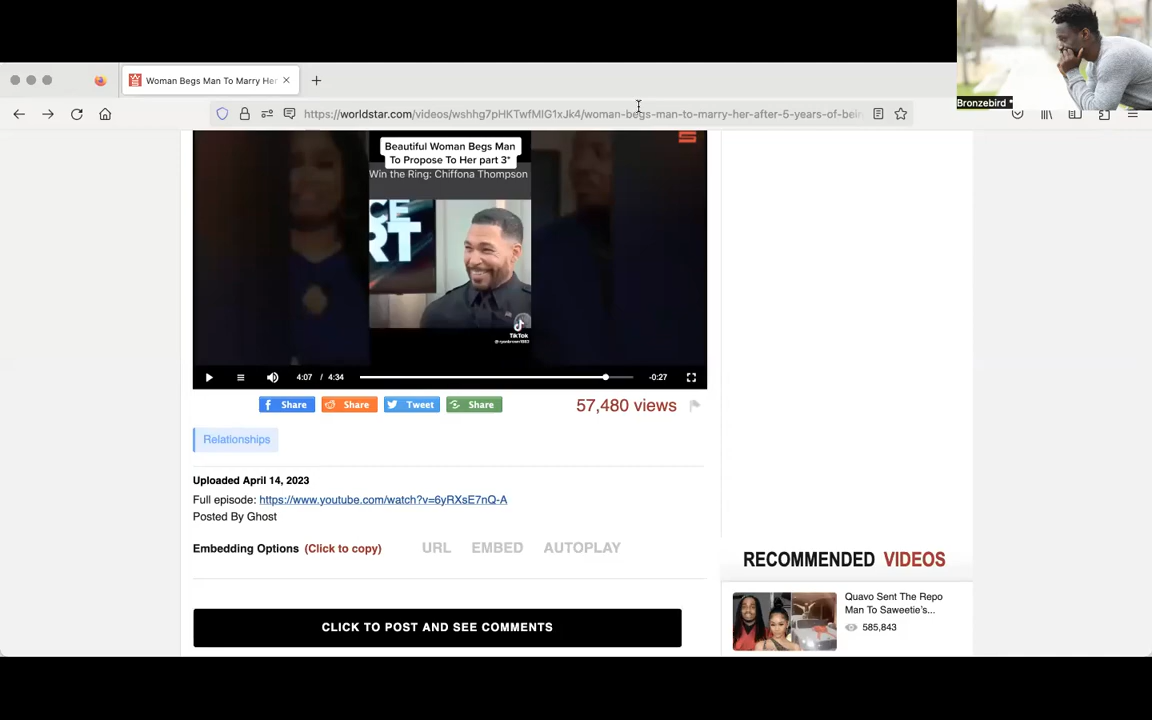 Bronzebird *
Woman Begs Man To Marry Her
https://worldstar.com/videos/wshhg7pHKTwfMIG1xJk4/woman-begs-man-to-marry-her-after-5-years-of-bein
Beautiful Woman Begs Man
To Propose To Her part 3*
Win the Ring: Chiffona Thompson
CE
RT
TikTok
4:07 / 4:34
-0:27
Share
Share
Tweet
Share
57,480 views
Relationships
Uploaded April 14, 2023
Full episode: https://www.youtube.com/watch?v=6yRXsE7nQ-A
Posted By Ghost
Embedding Options (Click to copy) URL EMBED AUTOPLAY
CLICK TO POST AND SEE COMMENTS
RECOMMENDED VIDEOS
Quavo Sent The Repo
Man To Saweetie's...
585,843